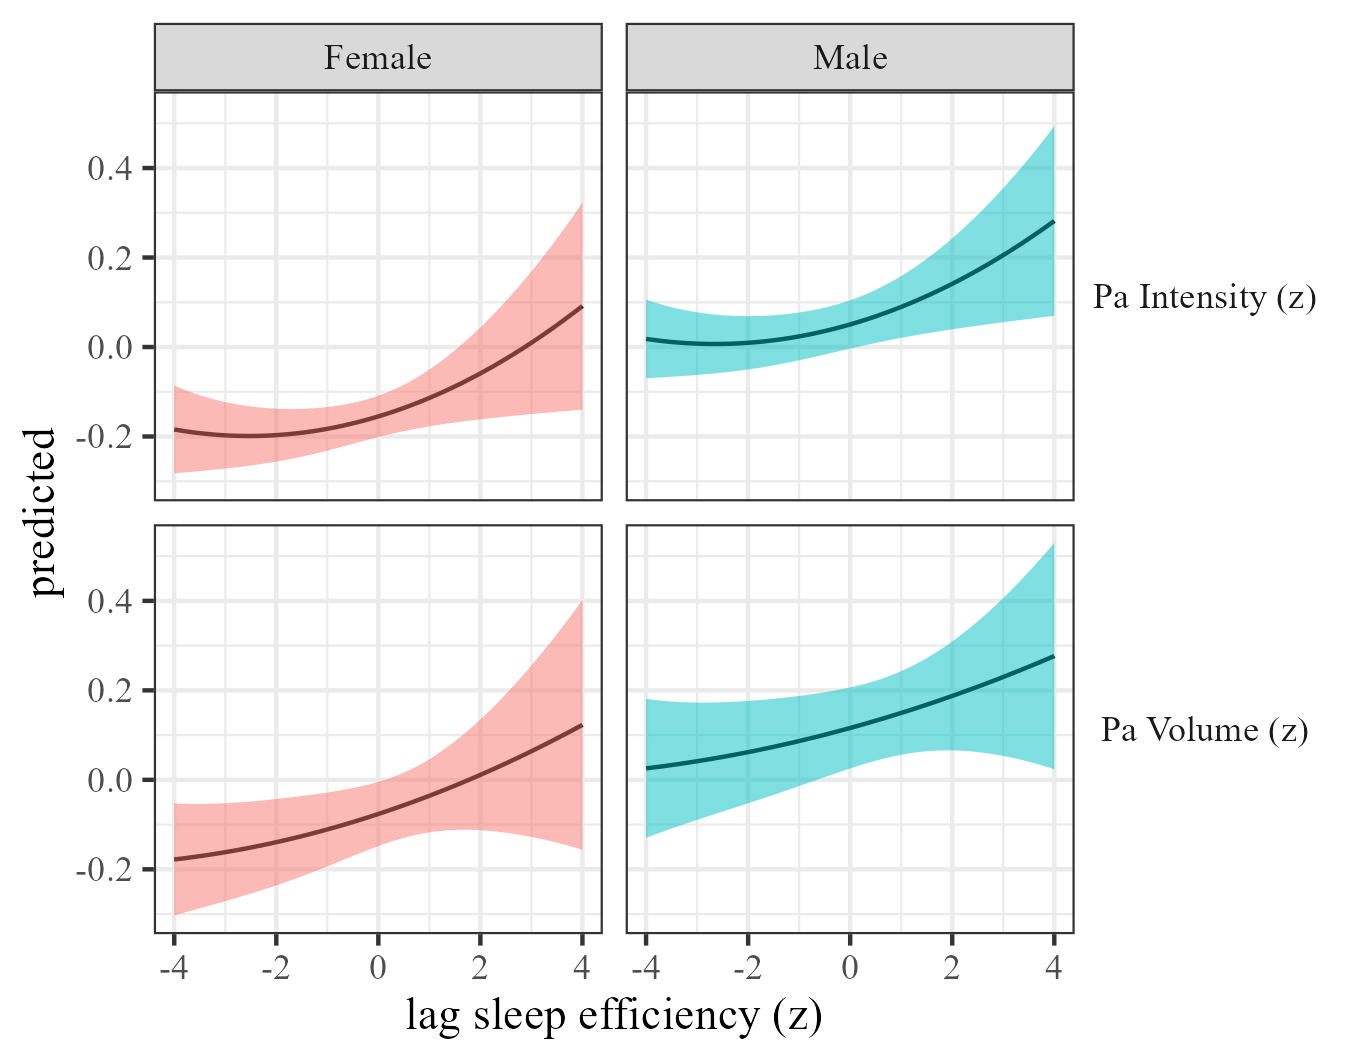 Female
Male
0.4
0.2
0.0
-0.2
Pa Intensity (z)
predicted
0.4
0.2
0.0
-0.2
Pa Volume (z)
-4 -2 0 2 4
-4 -2 0 2 4
lag sleep efficiency (z)